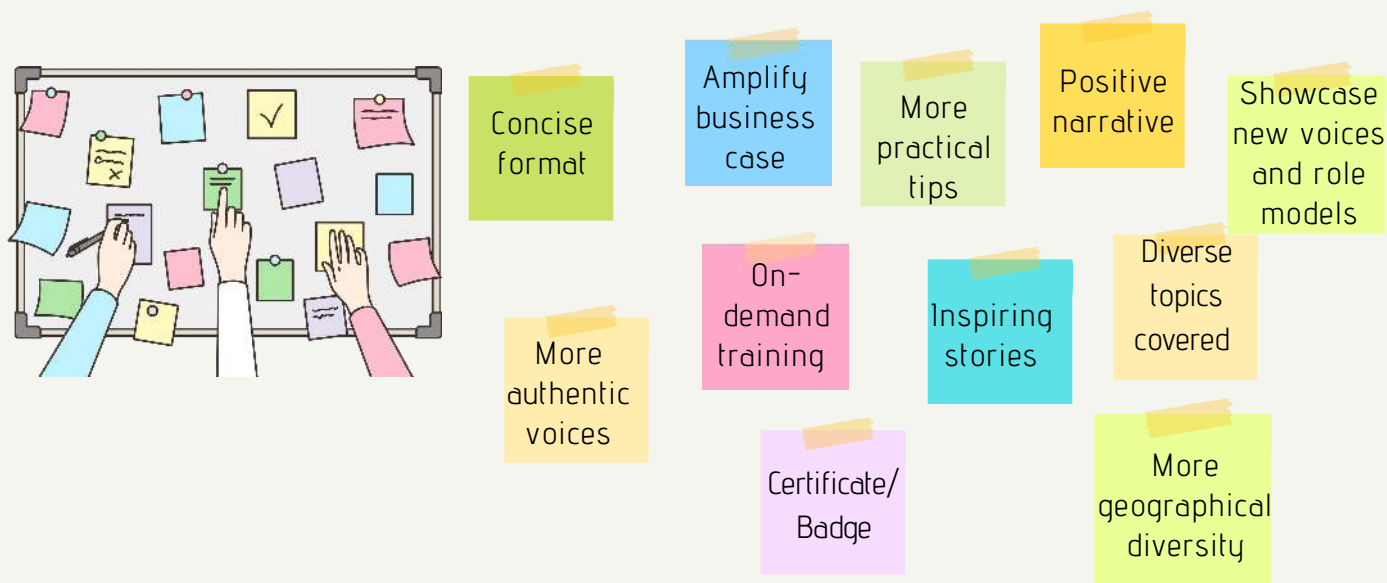 Concise
format
Amplify
business
case
More
practical
tips
Positive
narrative
Showcase
new voices
and role
models
More
authentic
voices
On-
demand
training
Inspiring
stories
Diverse
topics
covered
Certificate/
Badge
More
geographical
diversity